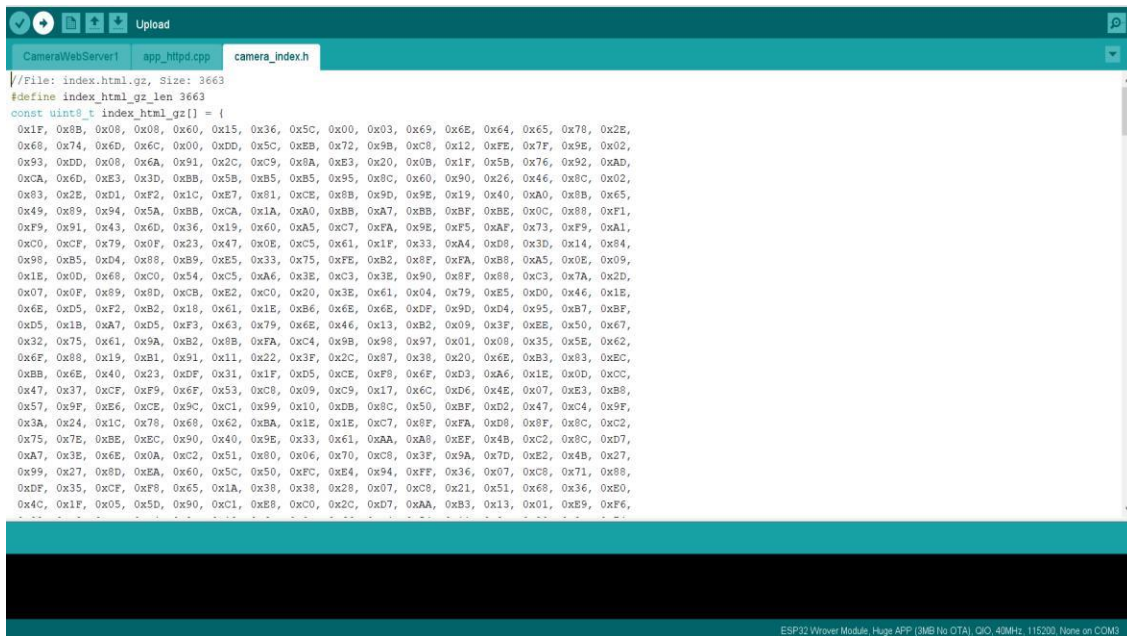 Upload
CameraWebServer1 app_httpd.cpp camera_index.h
//File: index.html.gz, Size: 3663
#define index_html_gz_len 3663
const uint8_t index_html_gz[] = {
0x1F, 0x8B, 0x08, 0x08, 0x60, 0x15, 0x36, 0x5C, 0x00, 0x03, 0x69, 0x6E, 0x64, 0x65, 0x78, 0x2E,
0x68, 0x74, 0x6D, 0x6C, 0x00, 0xDD, 0x5C, 0xEB, 0x72, 0x9B, 0xC8, 0x12, 0xFE, 0x7F, 0x9E, 0x02,
0x93, 0xDD, 0x08, 0x6A, 0x91, 0x2C, 0xC9, 0x8A, 0xE3, 0x20, 0x0B, 0x1F, 0x5B, 0x76, 0x92, 0xAD,
0xCA, 0x6D, 0xE3, 0x3D, 0xBB, 0x5B, 0xB5, 0xB5, 0x95, 0x8C, 0x60, 0x90, 0x26, 0x46, 0x8C, 0x02,
0x83, 0x2E, 0xD1, 0xF2, 0x1C, 0xE7, 0x81, 0xCE, 0x8B, 0x9D, 0x9E, 0x19, 0x40, 0xA0, 0x8B, 0x65,
0x49, 0x89, 0x94, 0x5A, 0xBB, 0xCA, 0x1A, 0xA0, 0xBB, 0xA7, 0xBB, 0xBF, 0xBE, 0x0C, 0x88, 0xF1,
0xF9, 0x91, 0x43, 0x6D, 0x36, 0x19, 0x60, 0xA5, 0xC7, 0xFA, 0x9E, 0xF5, 0xAF, 0x73, 0xF9, 0xA1,
0xC0, 0xCF, 0x79, 0x0F, 0x23, 0x47, 0x0E, 0xC5, 0x61, 0x1F, 0x33, 0xA4, 0xD8, 0x3D, 0x14, 0x84,
0x98, 0xB5, 0xD4, 0x88, 0xB9, 0xE5, 0x33, 0x75, 0xFE, 0xB2, 0x8F, 0xFA, 0xB8, 0xA5, 0x0E, 0x09,
0x1E, 0x0D, 0x68, 0xC0, 0x54, 0xC5, 0xA6, 0x3E, 0xC3, 0x3E, 0x90, 0x8F, 0x88, 0xC3, 0x7A, 0x2D,
0x07, 0x0F, 0x89, 0x8D, 0xCB, 0xE2, 0xC0, 0x20, 0x3E, 0x61, 0x04, 0x79, 0xE5, 0xD0, 0x46, 0x1E,
0x6E, 0xD5, 0xF2, 0xB2, 0x18, 0x61, 0x1E, 0xB6, 0x6E, 0x6E, 0xDF, 0x9D, 0xD4, 0x95, 0xB7, 0xBF,
0xD5, 0x1B, 0xA7, 0xD5, 0xF3, 0x63, 0x79, 0x6E, 0x46, 0x13, 0xB2, 0x09, 0x3F, 0xEE, 0x50, 0x67,
0x32, 0x75, 0x61, 0x9A, 0xB2, 0x8B, 0xFA, 0xC4, 0x9B, 0x98, 0x97, 0x01, 0x08, 0x35, 0x5E, 0x62,
0x6F, 0x88, 0x19, 0xB1, 0x91, 0x11, 0x22, 0x3F, 0x2C, 0x87, 0x38, 0x20, 0x6E, 0xB3, 0x83, 0xEC,
0xBB, 0x6E, 0x40, 0x23, 0xDF, 0x31, 0x1F, 0xD5, 0xCE, 0xF8, 0x6F, 0xD3, 0xA6, 0x1E, 0x0D, 0xCC,
0x47, 0x37, 0xCF, 0xF9, 0x6F, 0x53, 0xC8, 0x09, 0xC9, 0x17, 0x6C, 0xD6, 0x4E, 0x07, 0xE3, 0xB8,
0x57, 0x9F, 0xE6, 0xCE, 0x9C, 0xC1, 0x99, 0x10, 0xDB, 0x8C, 0x50, 0xBF, 0xD2, 0x47, 0xC4, 0x9F,
0x3A, 0x24, 0x1C, 0x78, 0x68, 0x62, 0xBA, 0x1E, 0x1E, 0xC7, 0x8F, 0xFA, 0xD8, 0x8F, 0x8C, 0xC2,
0x75, 0x7E, 0xBE, 0xEC, 0x90, 0x40, 0x9E, 0x33, 0x61, 0xAA, 0xA8, 0xEF, 0x4B, 0xC2, 0x8C, 0xD7,
0xA7, 0x3E, 0x6E, 0x0A, 0xC2, 0x51, 0x80, 0x06, 0x70, 0xC8, 0x3F, 0x9A, 0x7D, 0xE2, 0x4B, 0x27,
0x99, 0x27, 0x8D, 0xEA, 0x60, 0x5C, 0x50, 0xFC, 0xE4, 0x94, 0xFF, 0x36, 0x07, 0xC8, 0x71, 0x88,
0xDF, 0x35, 0xCF, 0xF8, 0x65, 0x1A, 0x38, 0x38, 0x28, 0x07, 0xC8, 0x21, 0x51, 0x68, 0x36, 0xE0,
0x4C, 0x1F, 0x05, 0x5D, 0x90, 0xC1, 0xE8, 0xC0, 0x2C, 0xD7, 0xAA, 0xB3, 0x13, 0x01, 0xE9, 0xF6,
ESP32 Wrover Module, Huge APP (3MB No OTA), QIO, 40MHz, 115200, None on COM3